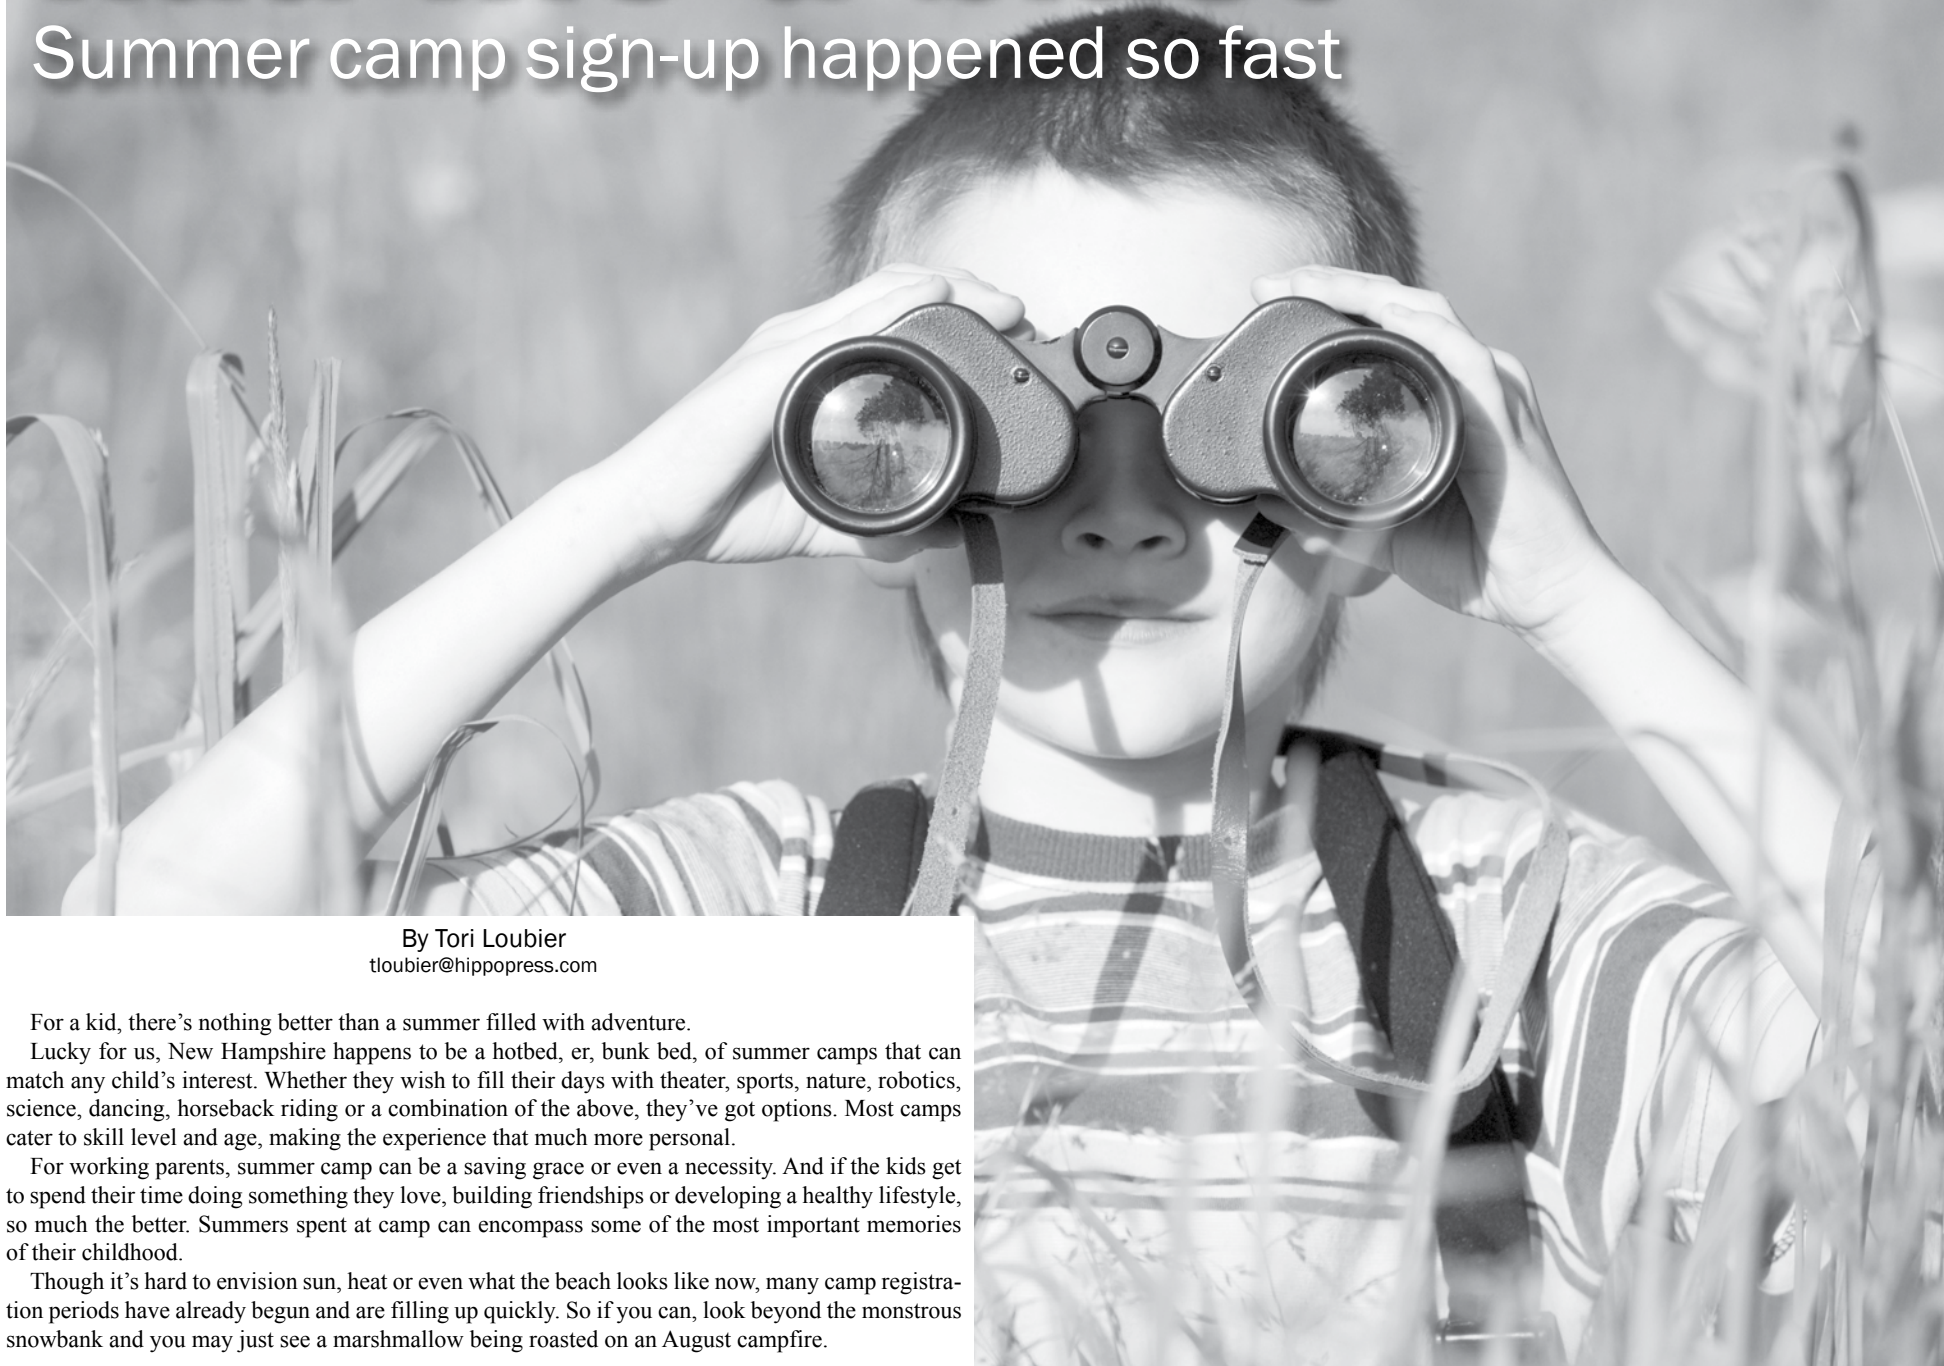 Summer camp sign-up happened so fast
By Tori Loubier
tloubier@hippopress.com
For a kid, there’s nothing better than a summer filled with adventure.
Lucky for us, New Hampshire happens to be a hotbed, er, bunk bed, of summer camps that can
match any child’s interest. Whether they wish to fill their days with theater, sports, nature, robotics,
science, dancing, horseback riding or a combination of the above, they’ve got options. Most camps
cater to skill level and age, making the experience that much more personal.
For working parents, summer camp can be a saving grace or even a necessity. And if the kids get
to spend their time doing something they love, building friendships or developing a healthy lifestyle,
so much the better. Summers spent at camp can encompass some of the most important memories
of their childhood.
Though it’s hard to envision sun, heat or even what the beach looks like now, many camp registra-
tion periods have already begun and are filling up quickly. So if you can, look beyond the monstrous
snowbank and you may just see a marshmallow being roasted on an August campfire.